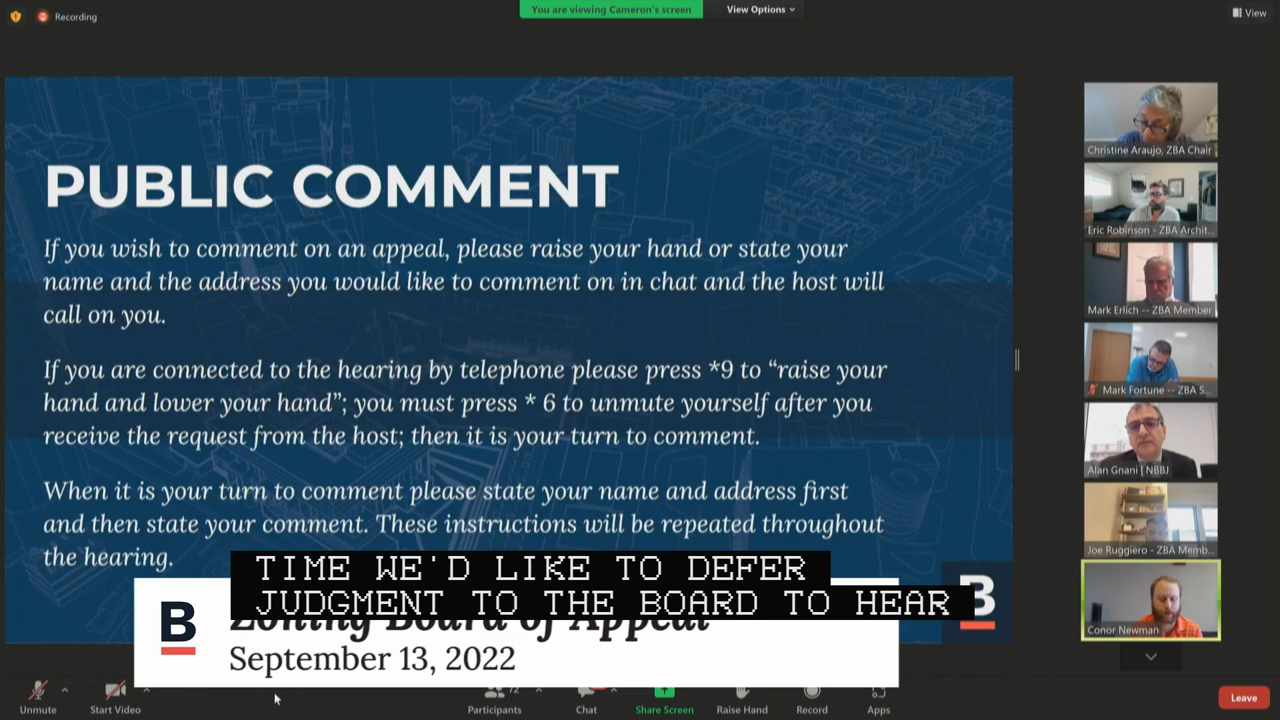 Recording
You are viewing Cameron's screen
View Options
View
PUBLIC COMMENT
If you wish to comment on an appeal, please raise your hand or state your
name and the address you would like to comment on in chat and the host will
call on you.
If you are connected to the hearing by telephone please press *9 to “raise your
hand and lower your hand”; you must press * 6 to unmute yourself after you
receive the request from the host; then it is your turn to comment.
When it is your turn to comment please state your name and address first
and then state your comment. These instructions will be repeated throughout
the hearing.
TIME WE'D LIKE TO DEFER
JUDGMENT TO THE BOARD TO HEAR
B
Zoning Board of Appeal
September 13, 2022
B
Christine Araujo, ZBA Chair
Eric Robinson - ZBA Archit...
Mark Erlich -- ZBA Member
Mark Fortune -- ZBA S...
Alan Gnani | NBBJ
Joe Ruggiero - ZBA Memb...
Conor Newman
Unmute
Start Video
72
Participants
Chat
Share Screen
Raise Hand
Record
Apps
Leave